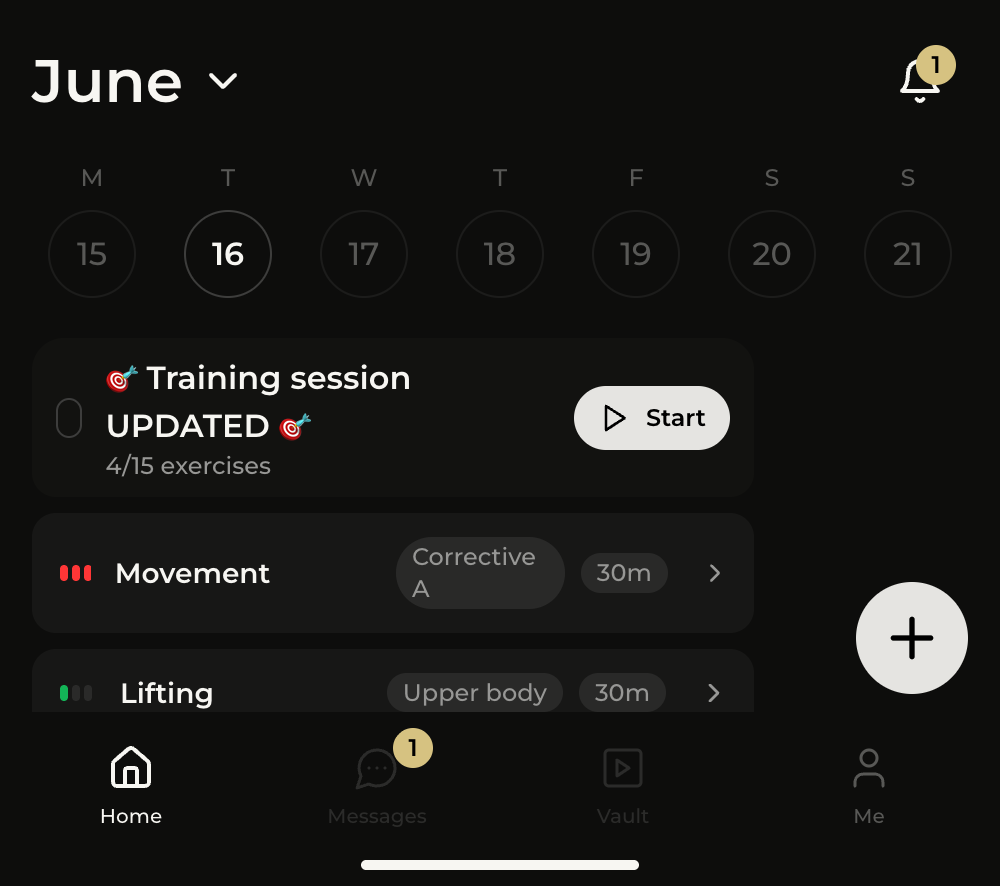 June
1
M T W T F S S
15 16 17 18 19 20 21
🎯 Training session
UPDATED 🎯
4/15 exercises
Start
Movement
Corrective
A
30m
Lifting
Upper body
30m
1
Home
Messages
Vault
Me